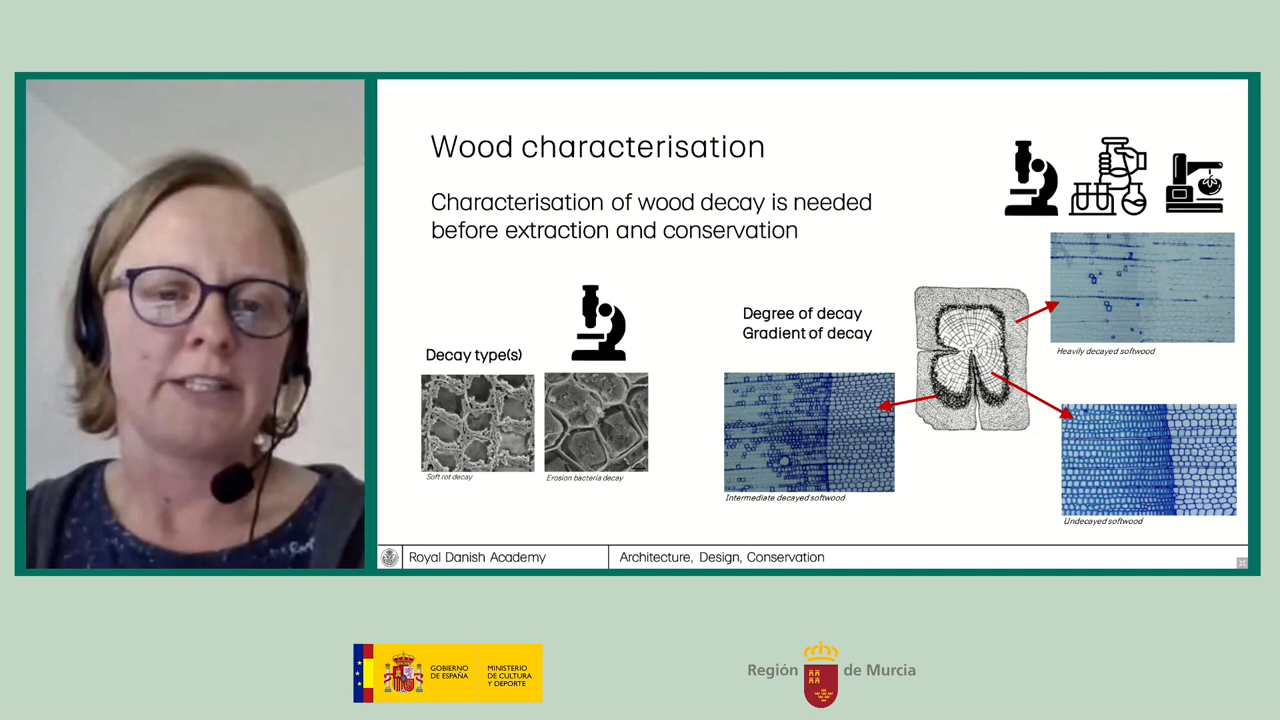 Wood characterisation
Characterisation of wood decay is needed
before extraction and conservation
Decay type(s)
Soft rot decay
Erosion bacteria decay
Degree of decay
Gradient of decay
Heavily decayed softwood
Intermediate decayed softwood
Undecayed softwood
Royal Danish Academy
Architecture, Design, Conservation
GOBIERNO
DE ESPAÑA
MINISTERIO
DE CULTURA
Y DEPORTE
Región de Murcia